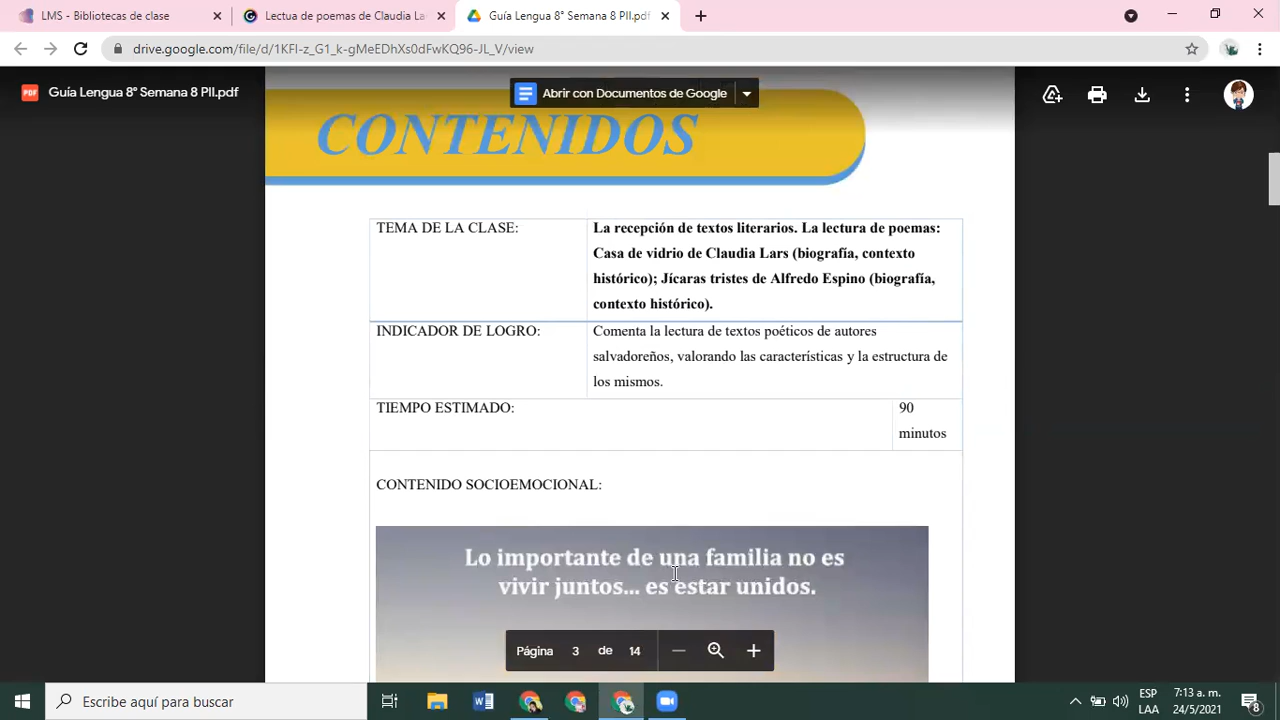 LMS - Bibliotecas de clase
Lectua de poemas de Claudia La
Guía Lengua 8° Semana 8 PII.pdf
drive.google.com/file/d/1KFI-z_G1_k-gMeEDhXs0dFwKQ96-JL_V/view
PDF
Guía Lengua 8° Semana 8 PII.pdf
Abrir con Documentos de Google
CONTENIDOS
TEMA DE LA CLASE:
La recepción de textos literarios. La lectura de poemas:
Casa de vidrio de Claudia Lars (biografía, contexto
histórico); Jícaras tristes de Alfredo Espino (biografía,
contexto histórico).
INDICADOR DE LOGRO:
Comenta la lectura de textos poéticos de autores
salvadoreños, valorando las características y la estructura de
los mismos.
TIEMPO ESTIMADO:
90
minutos
CONTENIDO SOCIOEMOCIONAL:
Lo importante de una familia no es
vivir juntos... es estar unidos.
Página 3 de 14
Escribe aquí para buscar
ESP
LAA
7:13 a. m.
24/5/2021
8